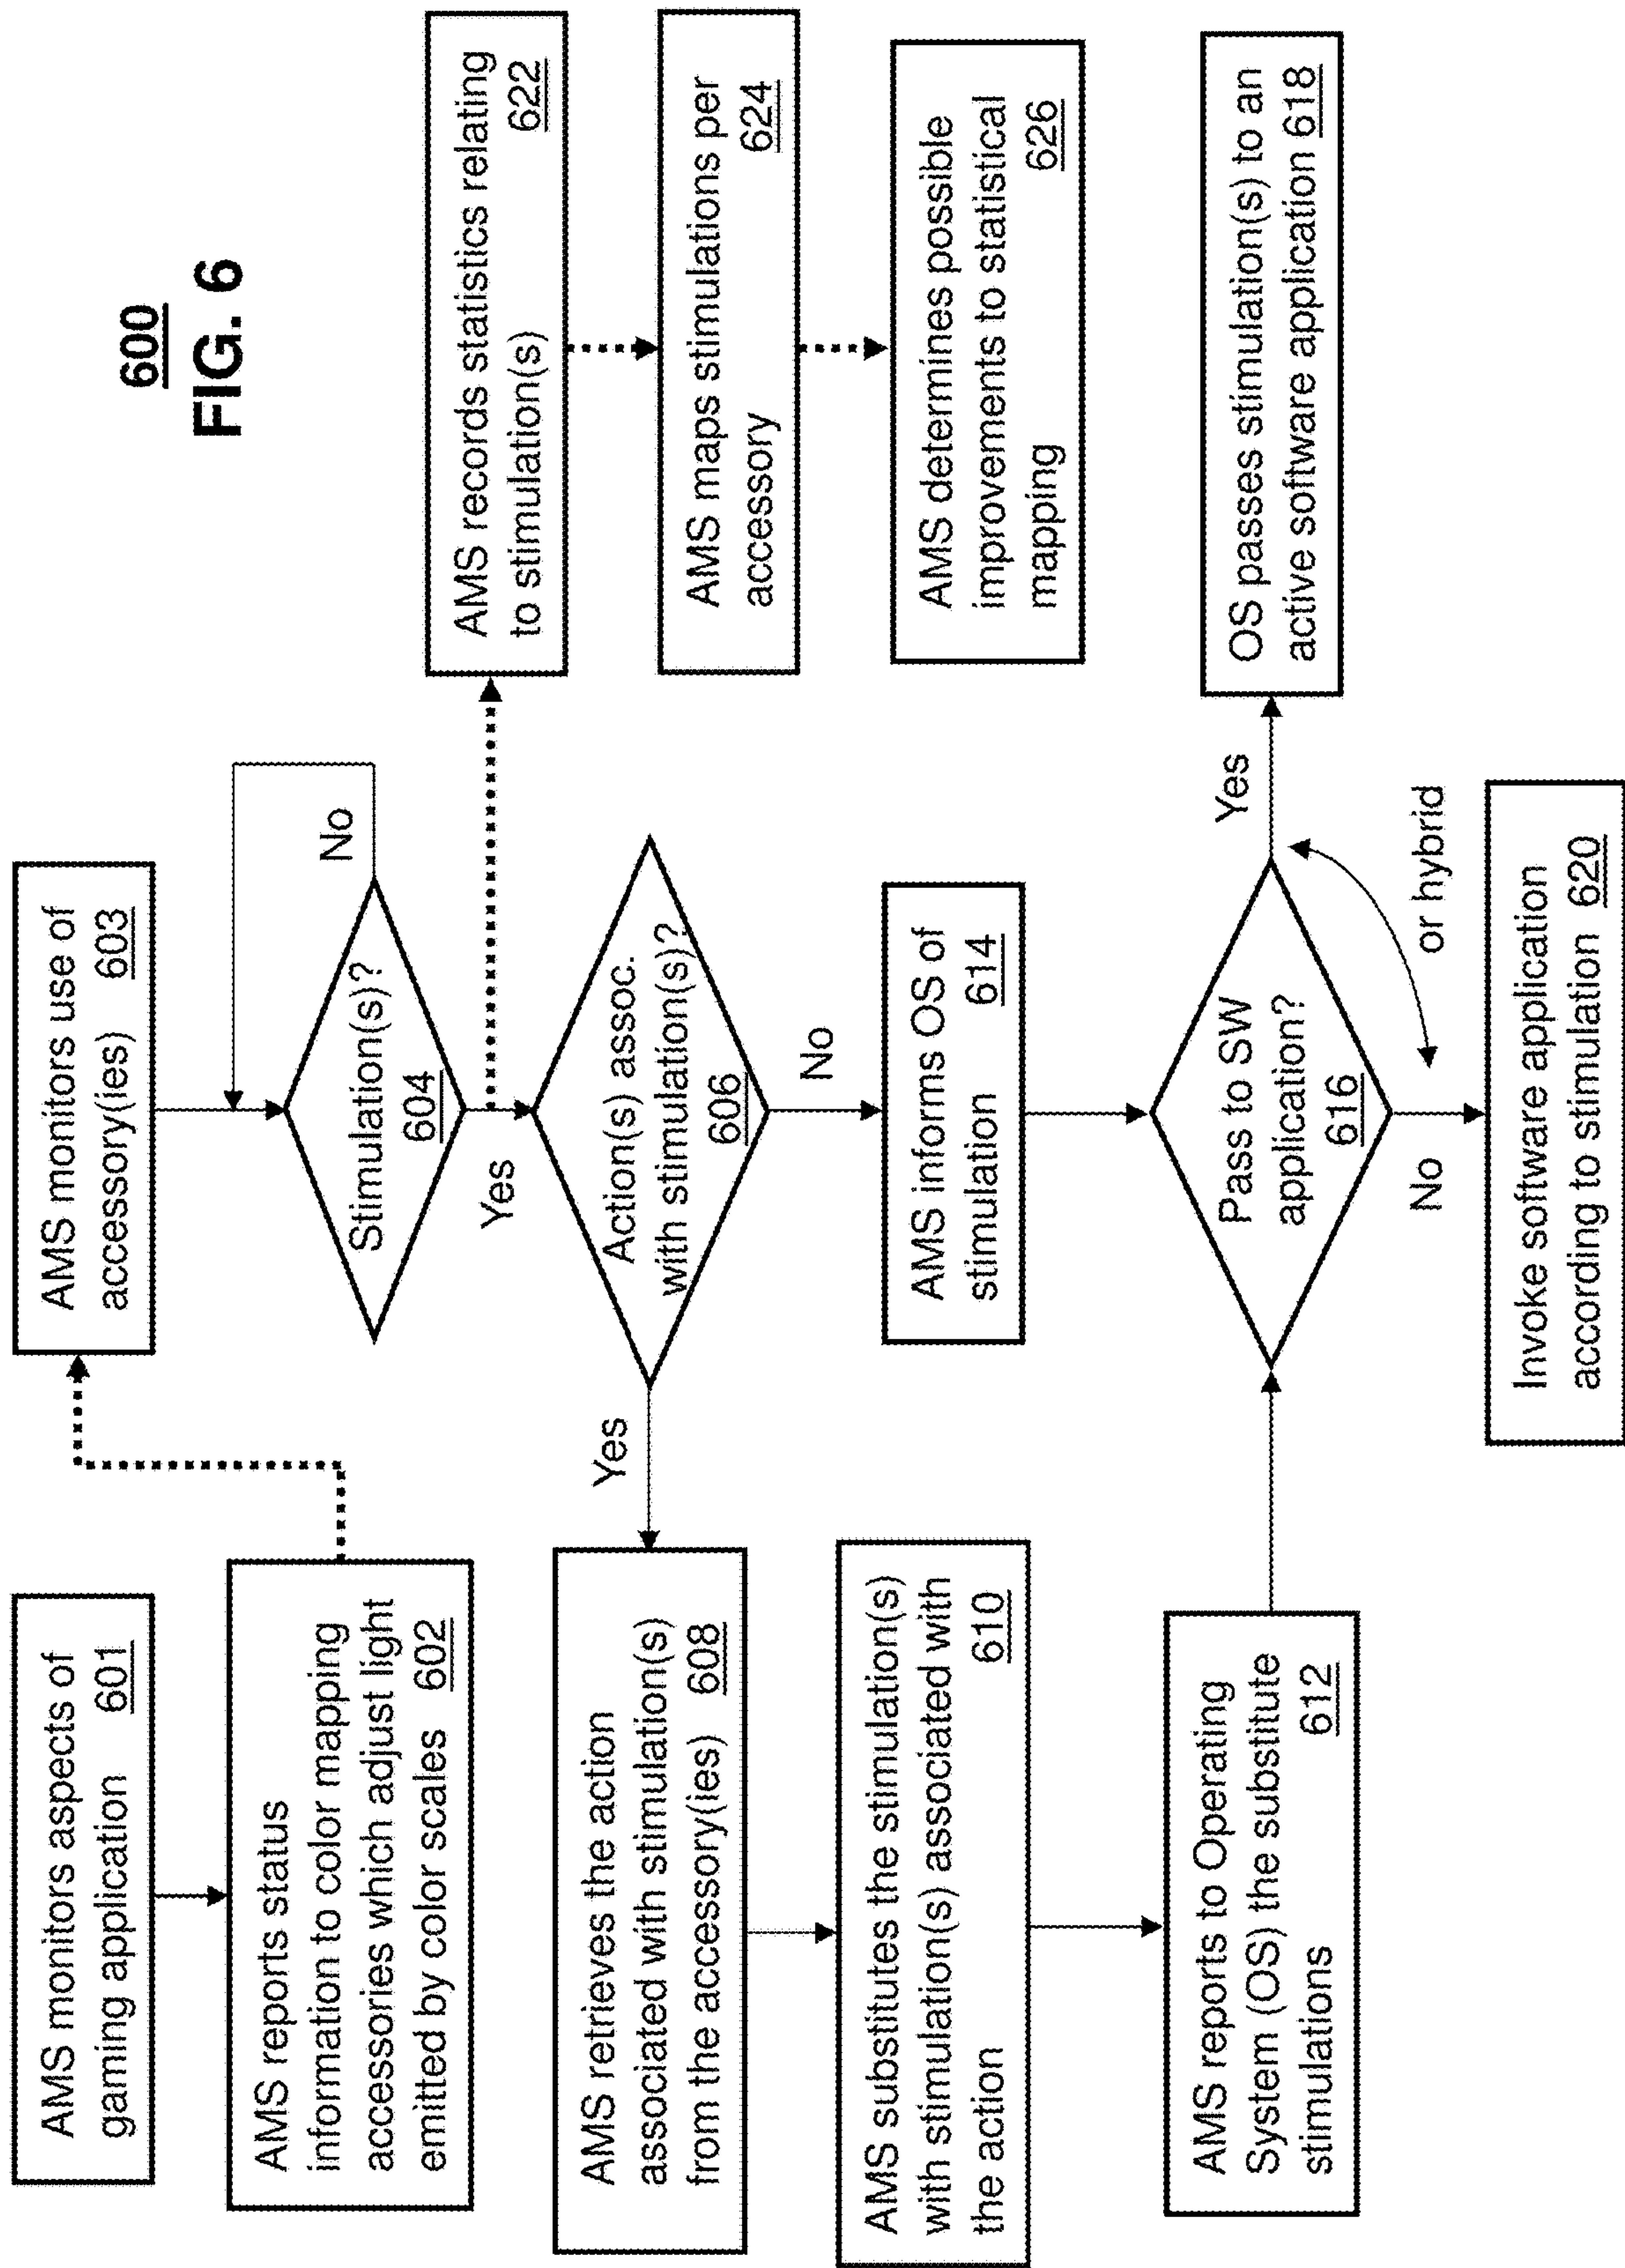 600
FIG. 6
AMS monitors aspects of
gaming application 601
AMS reports status
information to color mapping
accessories which adjust light
emitted by color scales 602
AMS monitors use of
accessory(ies) 603
Stimulation(s)?
604
No
Yes
Action(s) assoc.
with stimulation(s)?
606
Yes
No
AMS retrieves the action
associated with stimulation(s)
from the accessory(ies) 608
AMS substitutes the stimulation(s)
with stimulation(s) associated with
the action 610
AMS reports to Operating
System (OS) the substitute
stimulations 612
AMS informs OS of
stimulation 614
Pass to SW
application?
616
Yes
No
or hybrid
OS passes stimulation(s) to an
active software application 618
Invoke software application
according to stimulation 620
AMS records statistics relating
to stimulation(s) 622
AMS maps stimulations per
accessory 624
AMS determines possible
improvements to statistical
mapping 626